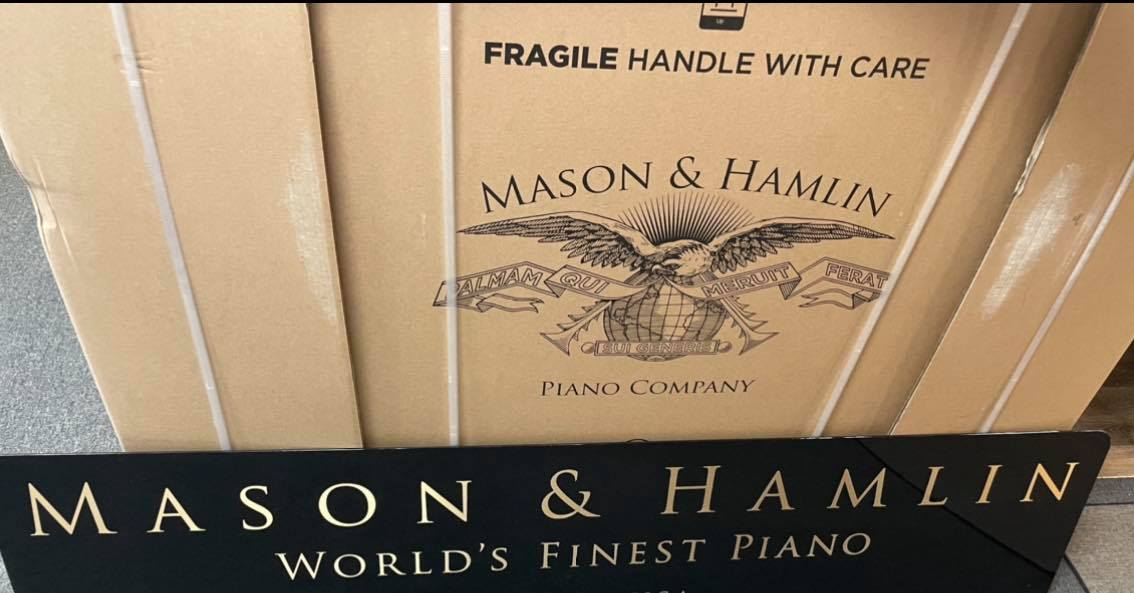 UP
FRAGILE HANDLE WITH CARE
MASON & HAMLIN
PALMAM QUI MERUIT FERAT
SUI GENERIS
PIANO COMPANY
MASON & HAMLIN
WORLD'S FINEST PIANO